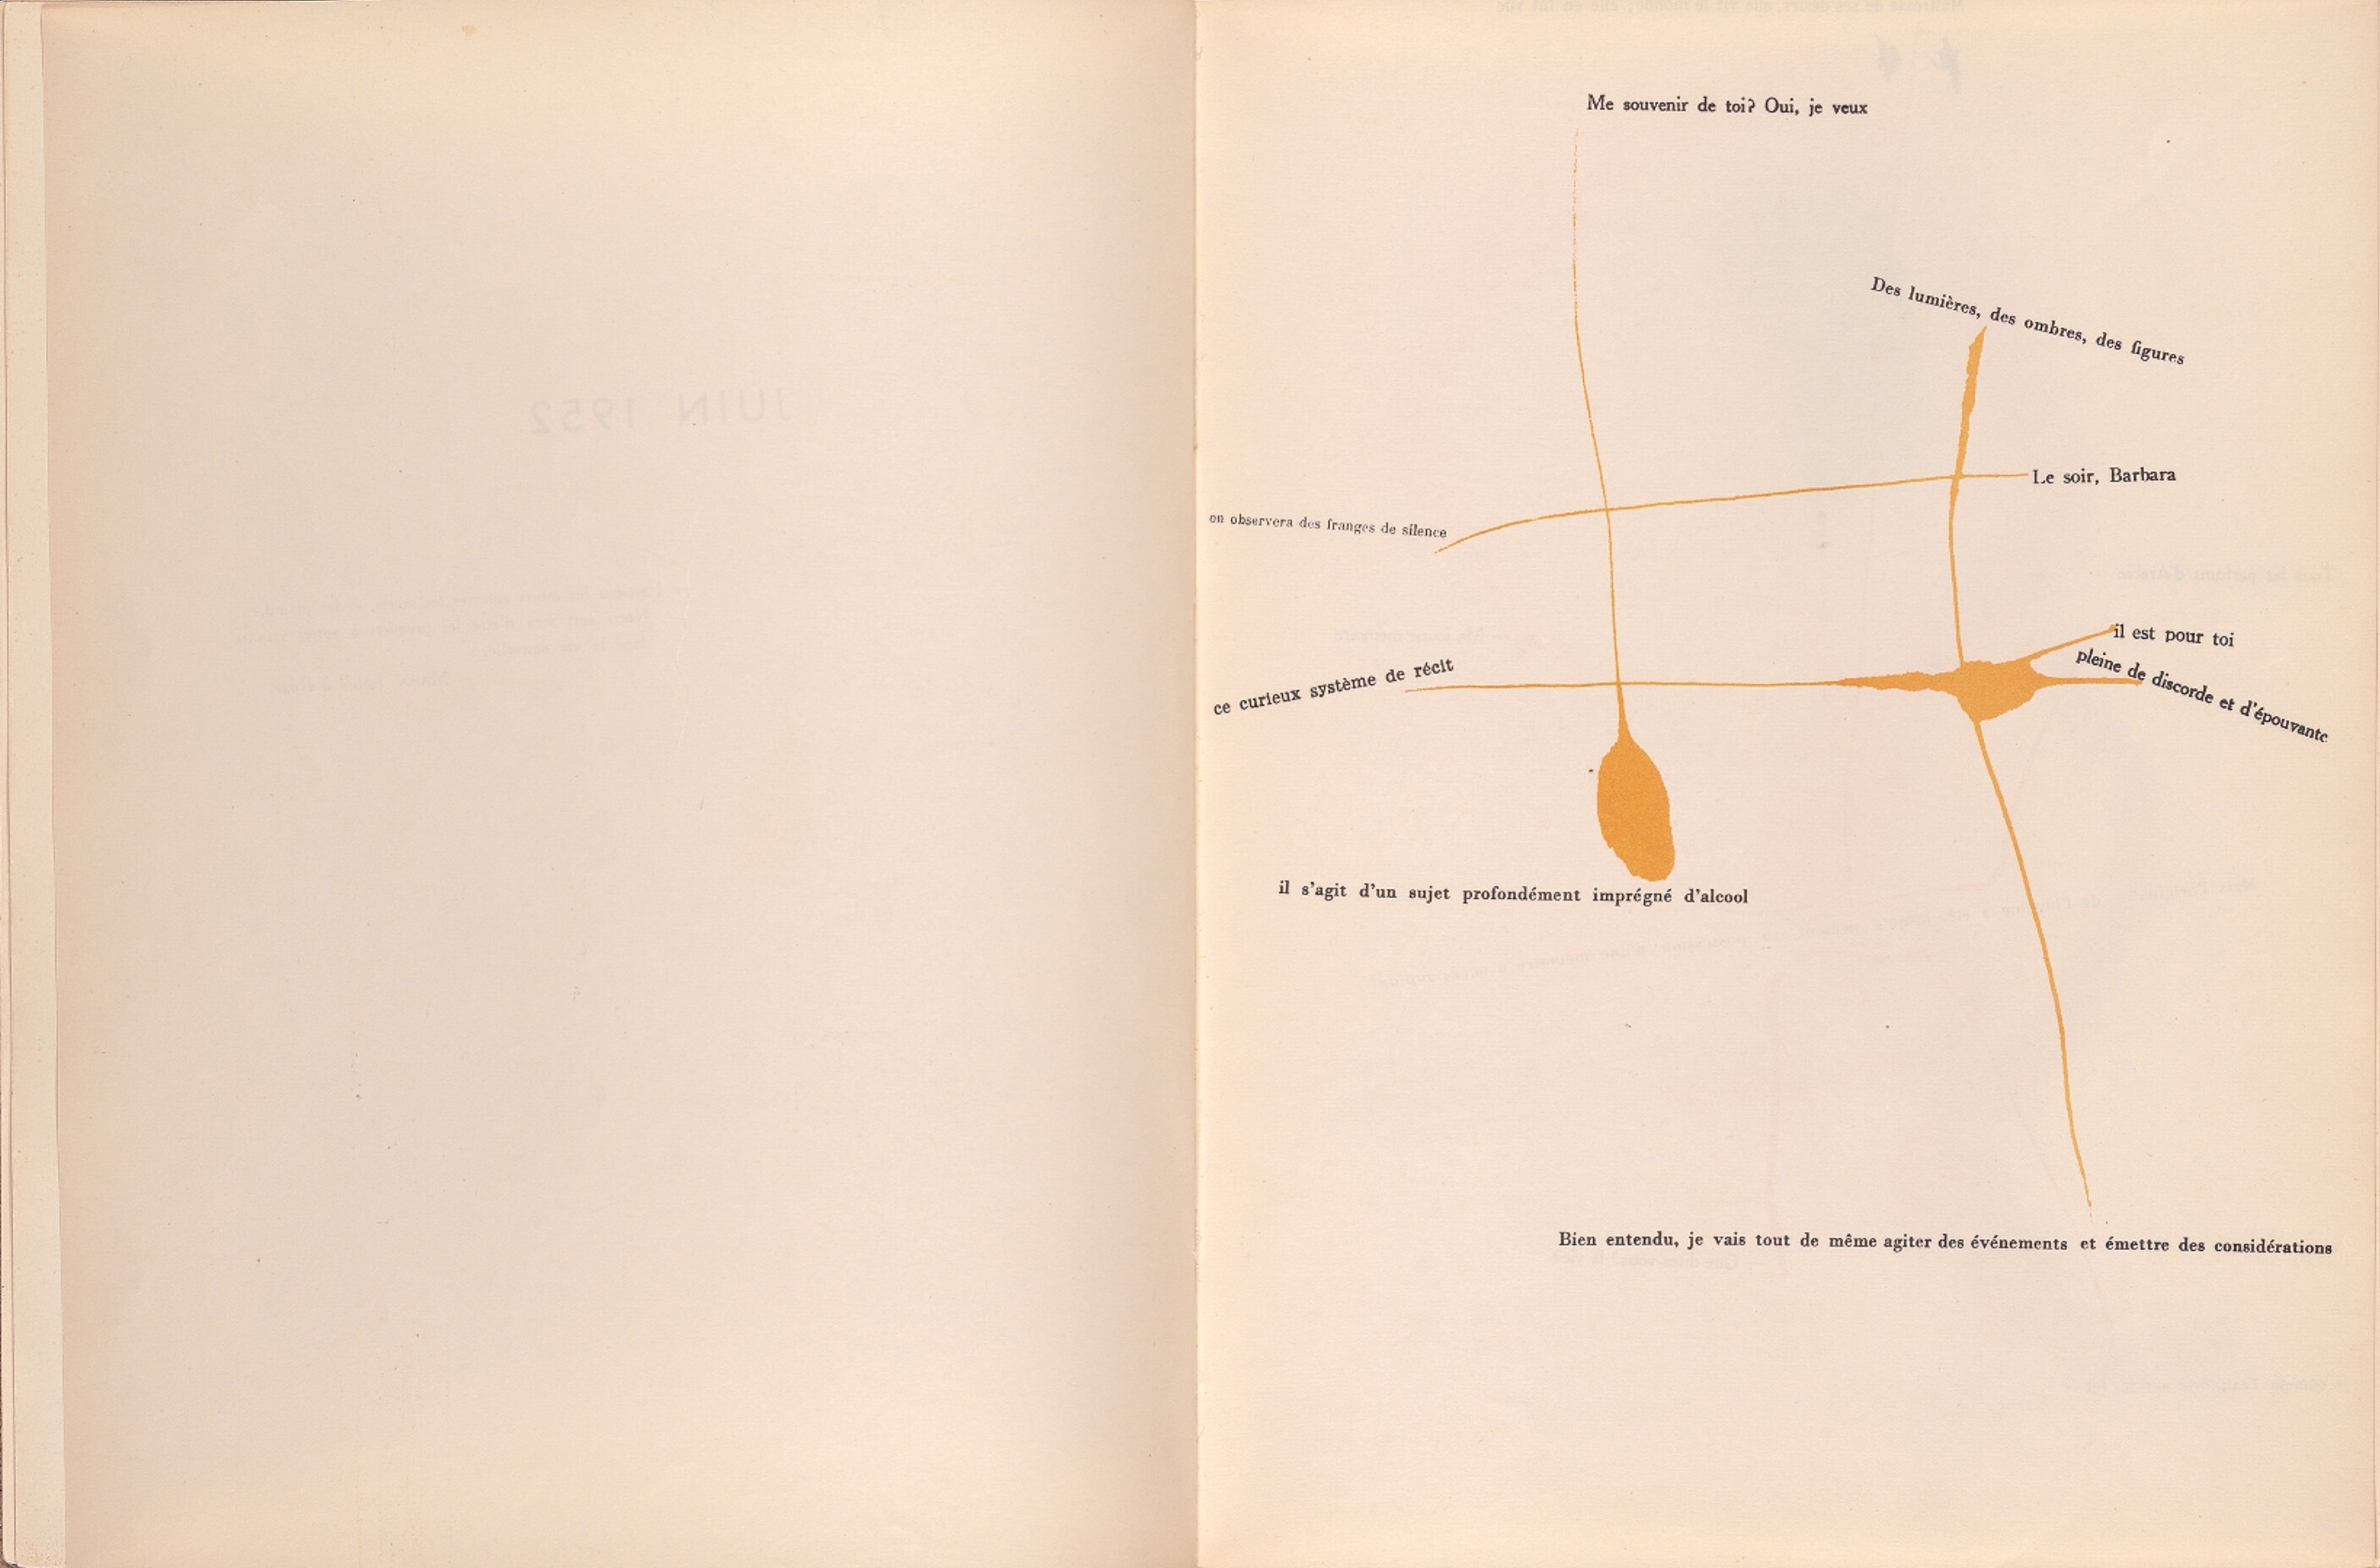 JUIN 1952
Me souvenir de toi? Oui, je veux
Des lumières, des ombres, des figures
Le soir, Barbara
on observera des franges de silence
il est pour toi
pleine de discorde et d'épouvante
ce curieux système de récit
il s'agit d'un sujet profondément imprégné d'alcool
Bien entendu, je vais tout de même agiter des événements et émettre des considérations